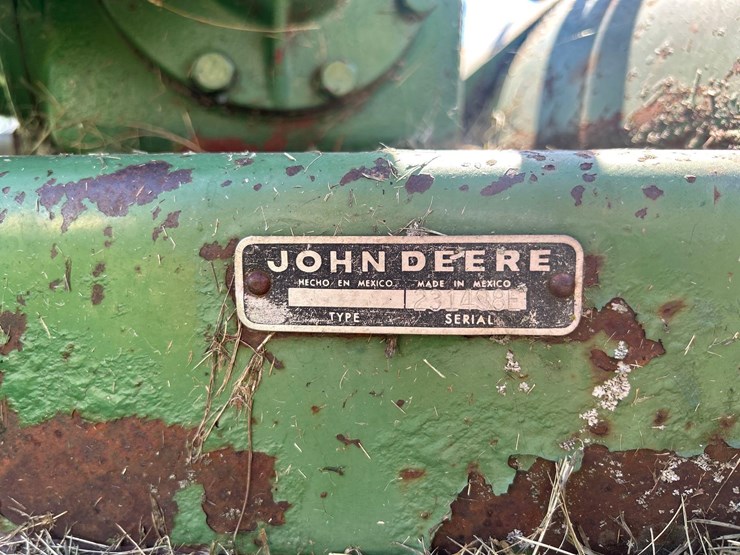 JOHN DEERE
HECHO EN MEXICO MADE IN MEXICO
TYPE SERIAL